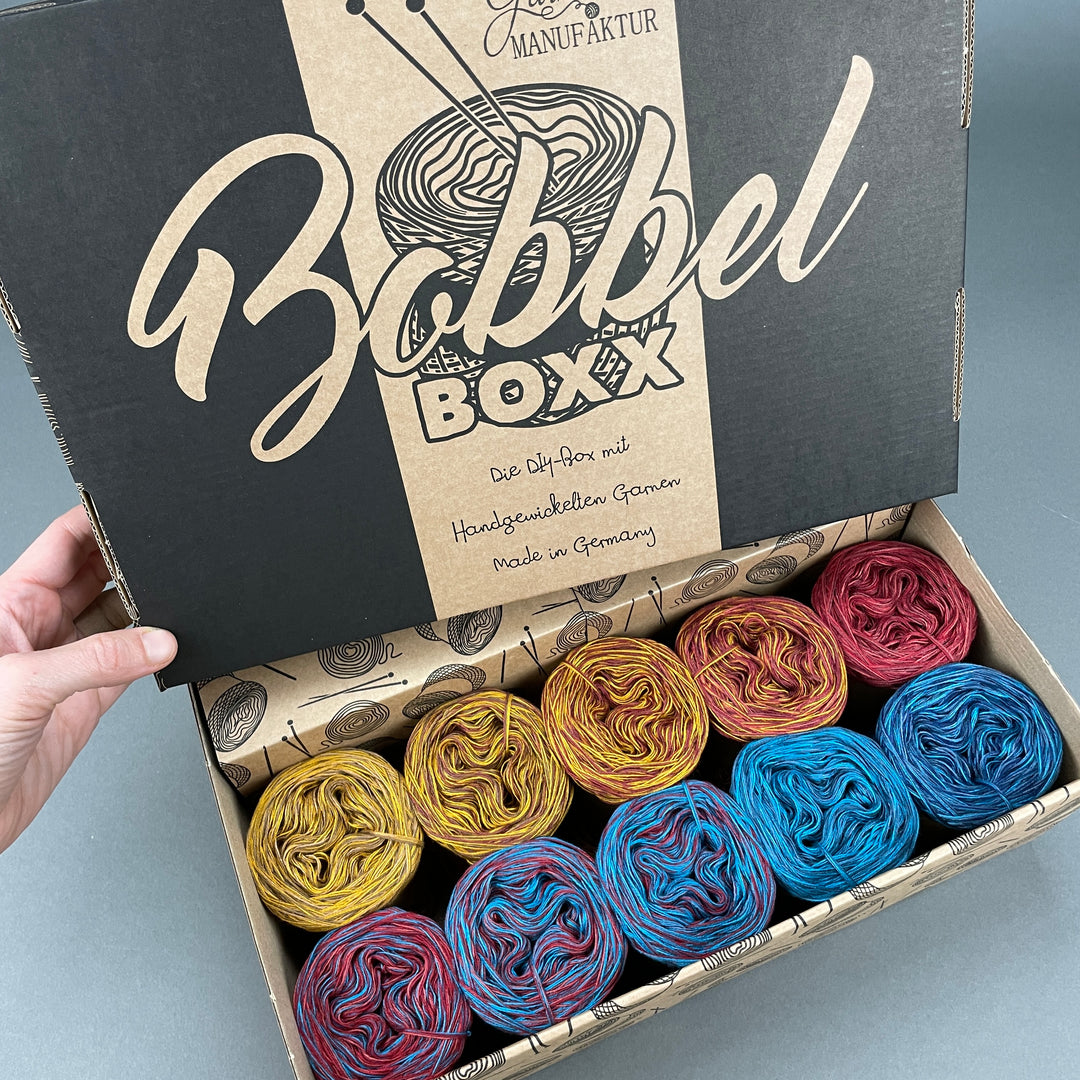 MANUFAKTUR
Bobbel
BOXX
Die DIY-Box mit
Handgewickelten Garnen
Made in Germany